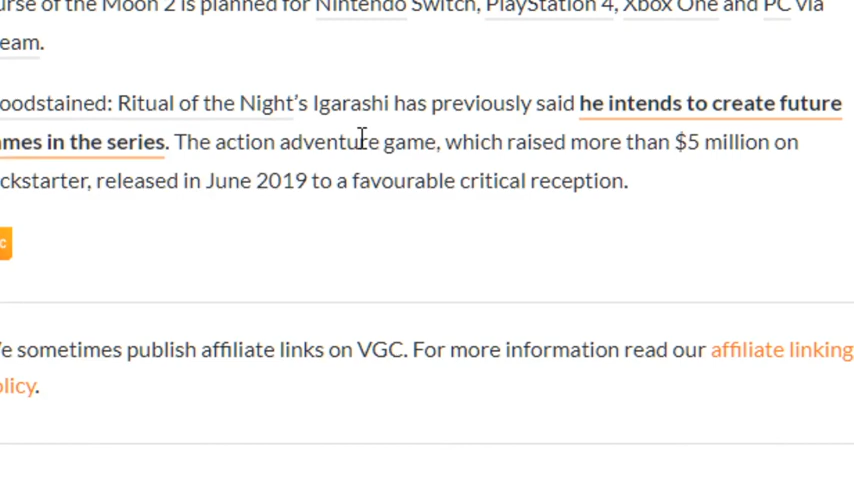 urse of the Moon 2 is planned for Nintendo Switch, PlayStation 4, Xbox One and PC via
eam.
oodstained: Ritual of the Night's Igarashi has previously said he intends to create future
mes in the series. The action adventure game, which raised more than $5 million on
ckstarter, released in June 2019 to a favourable critical reception.
c
e sometimes publish affiliate links on VGC. For more information read our affiliate linking
olicy.